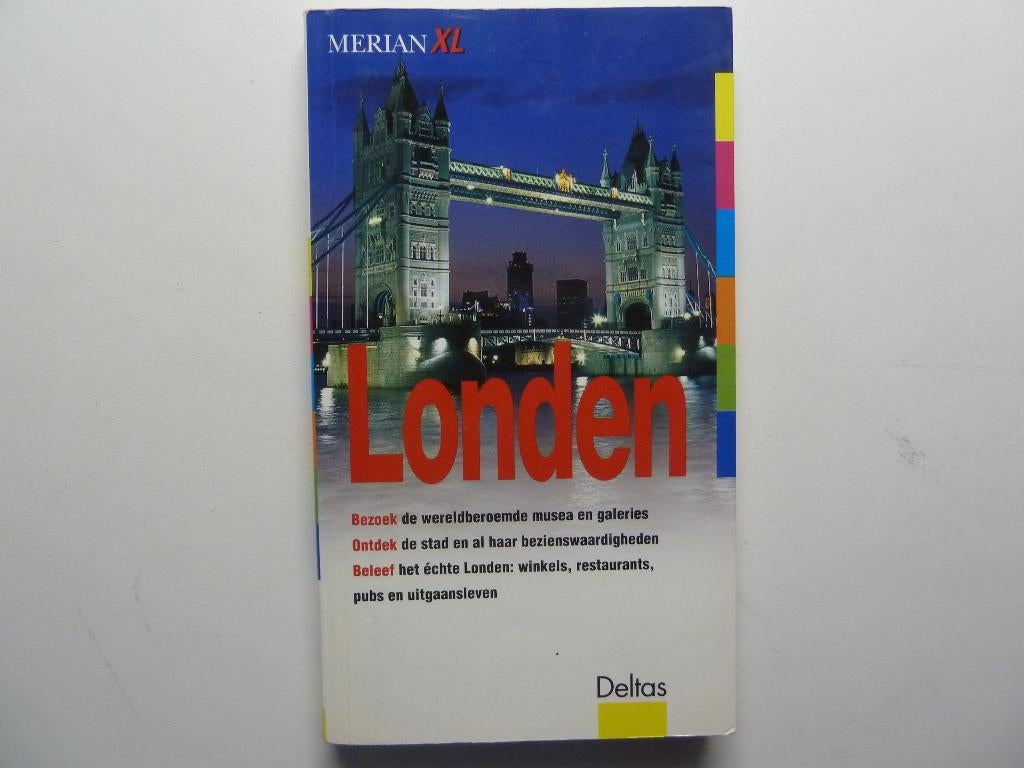 MERIAN XL
Londen
Bezoek de wereldberoemde musea en galeries
Ontdek de stad en al haar bezienswaardigheden
Beleef het échte Londen: winkels, restaurants,
pubs en uitgaansleven
Deltas